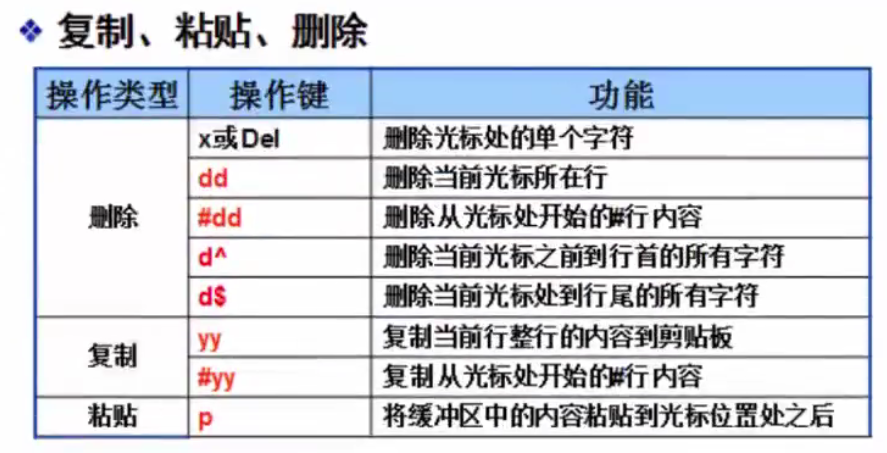 复制、粘贴、删除
操作类型 操作键 功能
删除
x或Del 删除光标处的单个字符
dd 删除当前光标所在行
#dd 删除从光标处开始的#行内容
d^ 删除当前光标之前到行首的所有字符
d$ 删除当前光标处到行尾的所有字符
复制
yy 复制当前行整行的内容到剪贴板
#yy 复制从光标处开始的#行内容
粘贴 p 将缓冲区中的内容粘贴到光标位置处之后